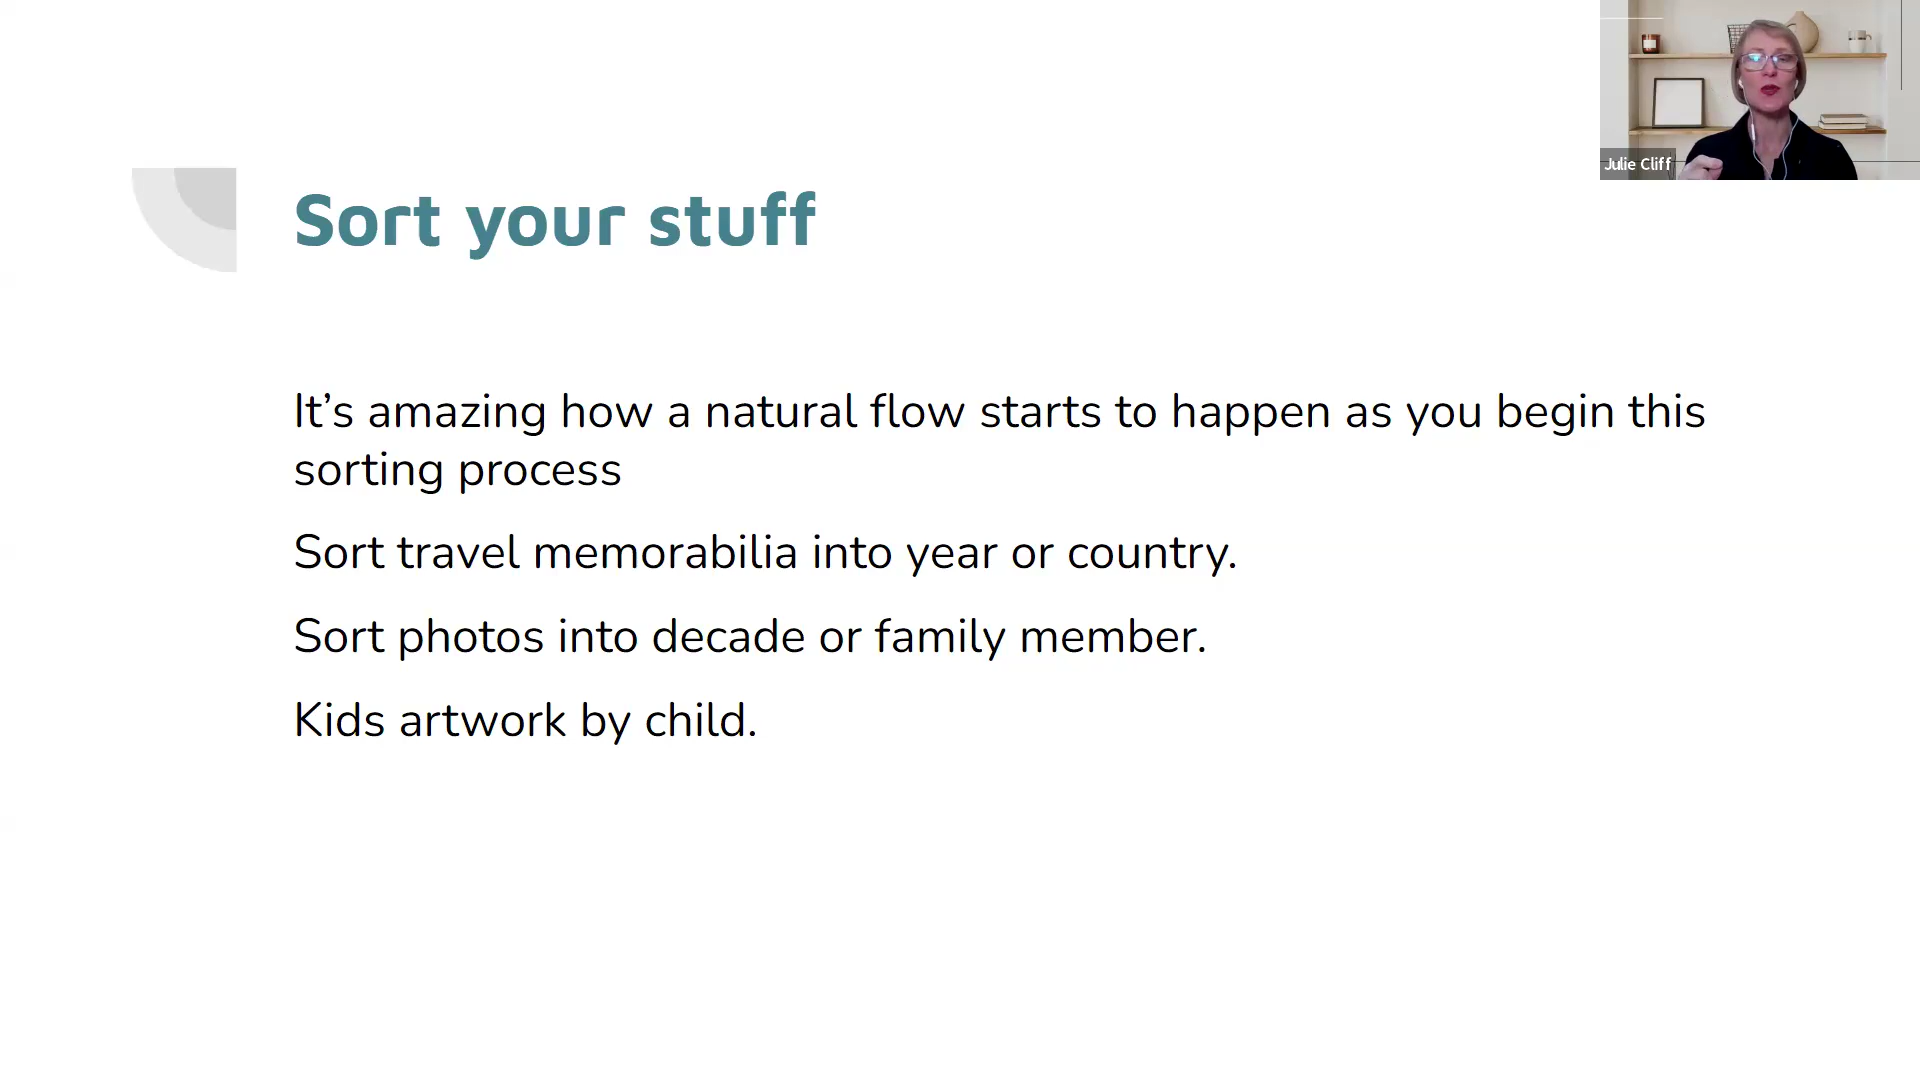 Julie Cliff
Sort your stuff
It’s amazing how a natural flow starts to happen as you begin this
sorting process
Sort travel memorabilia into year or country.
Sort photos into decade or family member.
Kids artwork by child.